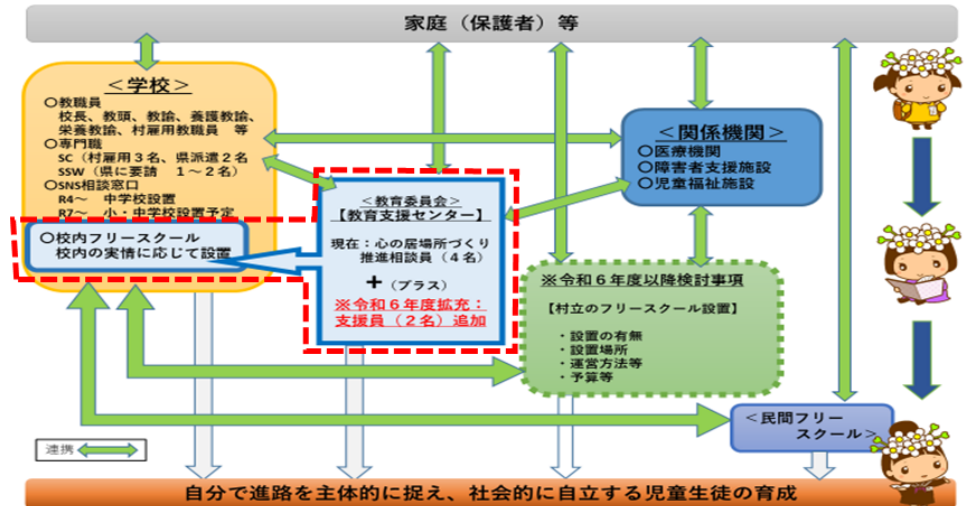 家庭（保護者）等
＜学校＞
〇教職員
校長、教頭、教諭、養護教諭、
栄養教諭、村雇用教職員　等
〇専門職
SC（村雇用３名、県派遣２名
SSW（県に要請　１～２名）
〇SNS相談窓口
R4～　中学校設置
R7～　小・中学校設置予定
〇校内フリースクール
校内の実情に応じて設置
＜教育委員会＞
【教育支援センター】
現在：心の居場所づくり
推進相談員（４名）
＋（プラス）
※令和６年度拡充：
支援員（２名）追加
＜関係機関＞
〇医療機関
〇障害者支援施設
〇児童福祉施設
※令和６年度以降検討事項
【村立のフリースクール設置】
・設置の有無
・設置場所
・運営方法等
・予算等
＜民間フリー
スクール＞
連携
自分で進路を主体的に捉え、社会的に自立する児童生徒の育成